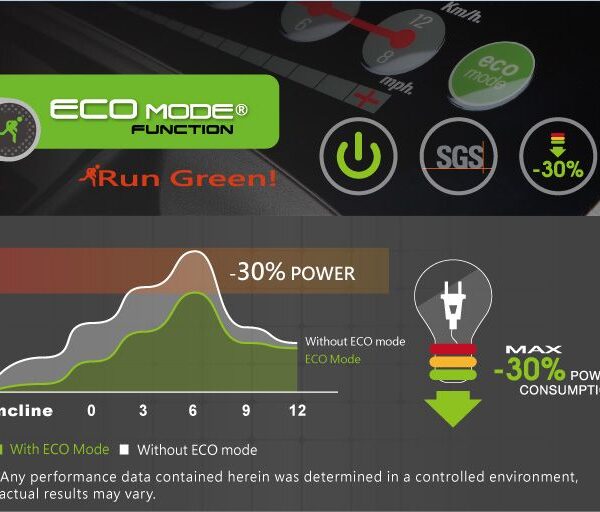 Km/h.
12
6
8
mph.
eco
mode
ECO MODE®
FUNCTION
Run Green!
SGS
-30%
-30% POWER
Without ECO mode
ECO Mode
ncline 0 3 6 9 12
With ECO Mode Without ECO mode
MAX
-30% POW
CONSUMPTI
Any performance data contained herein was determined in a controlled environment,
actual results may vary.